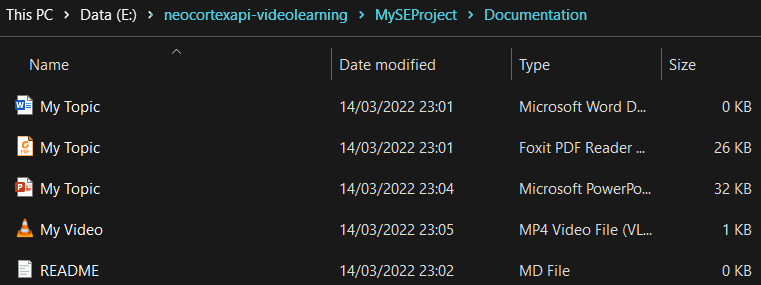 This PC > Data (E:) > neocortexapi-videolearning > MySEProject > Documentation
Name Date modified Type Size
My Topic 14/03/2022 23:01 Microsoft Word D... 0 KB
PDF My Topic 14/03/2022 23:01 Foxit PDF Reader ... 26 KB
My Topic 14/03/2022 23:04 Microsoft PowerPo... 32 KB
My Video 14/03/2022 23:05 MP4 Video File (VL... 1 KB
README 14/03/2022 23:02 MD File 0 KB